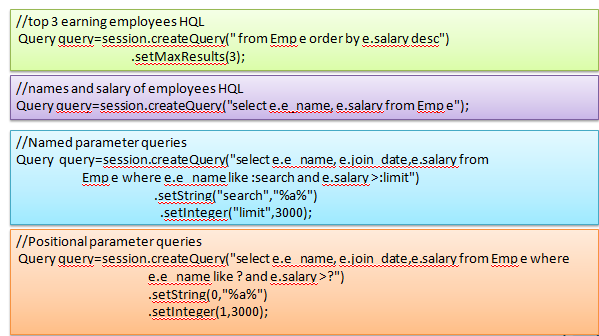 //top 3 earning employees HQL
Query query=session.createQuery(" from Emp e order by e.salary desc")
.setMaxResults(3);
//names and salary of employees HQL
Query query=session.createQuery("select e.e_name, e.salary from Emp e");
//Named parameter queries
Query query=session.createQuery("select e.e_name, e.join_date,e.salary from
Emp e where e.e_name like :search and e.salary >:limit")
.setString("search","%a%")
.setInteger("limit",3000);
//Positional parameter queries
Query query=session.createQuery("select e.e_name, e.join_date,e.salary from Emp e where
e.e_name like ? and e.salary >?")
.setString(0,"%a%")
.setInteger(1,3000);